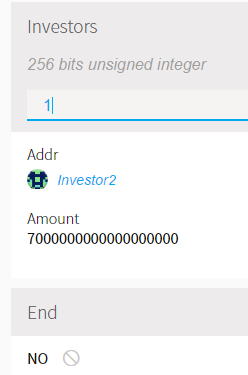 Investors
256 bits unsigned integer
1
Addr
Investor2
Amount
7000000000000000000
End
NO